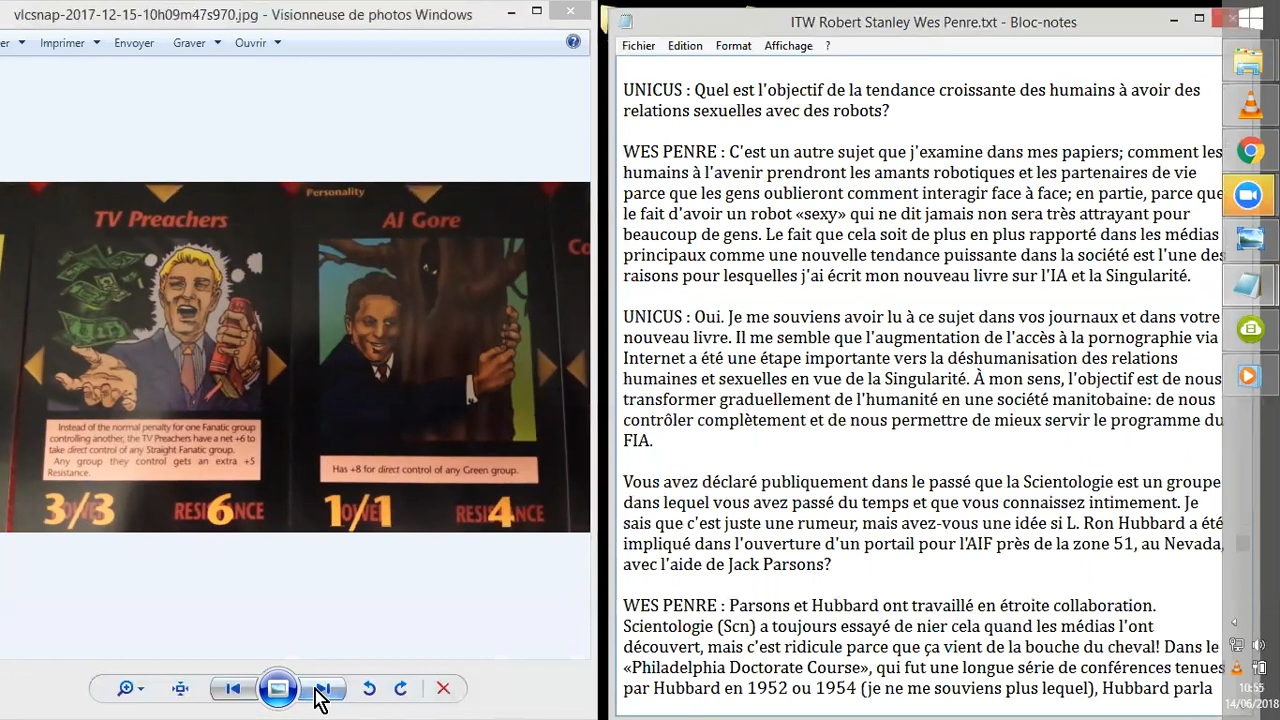 vlcsnap-2017-12-15-10h09m47s970.jpg - Visionneuse de photos Windows
Imprimer
Envoyer
Graver
Ouvrir
Personality
TV Preachers
Al Gore
Instead of the normal penalty for one Fanatic group
controlling another, the TV Preachers have a net +6 to
take direct control of any Straight Fanatic group.
Any group they control gets an extra +5
Resistance.
Has +8 for direct control of any Green group.
3/3
6
1/1
4
ITW Robert Stanley Wes Penre.txt - Bloc-notes
Fichier Edition Format Affichage ?
UNICUS : Quel est l'objectif de la tendance croissante des humains à avoir des
relations sexuelles avec des robots?
WES PENRE : C'est un autre sujet que j'examine dans mes papiers; comment les
humains à l'avenir prendront les amants robotiques et les partenaires de vie
parce que les gens oublieront comment interagir face à face; en partie, parce que
le fait d'avoir un robot «sexy» qui ne dit jamais non sera très attrayant pour
beaucoup de gens. Le fait que cela soit de plus en plus rapporté dans les médias
principaux comme une nouvelle tendance puissante dans la société est l'une des
raisons pour lesquelles j'ai écrit mon nouveau livre sur l'IA et la Singularité.
UNICUS : Oui. Je me souviens avoir lu à ce sujet dans vos journaux et dans votre
nouveau livre. Il me semble que l'augmentation de l'accès à la pornographie via
Internet a été une étape importante vers la déshumanisation des relations
humaines et sexuelles en vue de la Singularité. À mon sens, l'objectif est de nous
transformer graduellement de l'humanité en une société manitobaine: de nous
contrôler complètement et de nous permettre de mieux servir le programme du
FIA.
Vous avez déclaré publiquement dans le passé que la Scientologie est un groupe
dans lequel vous avez passé du temps et que vous connaissez intimement. Je
sais que c'est juste une rumeur, mais avez-vous une idée si L. Ron Hubbard a été
impliqué dans l'ouverture d'un portail pour l'AIF près de la zone 51, au Nevada,
avec l'aide de Jack Parsons?
WES PENRE : Parsons et Hubbard ont travaillé en étroite collaboration.
Scientologie (Scn) a toujours essayé de nier cela quand les médias l'ont
découvert, mais c'est ridicule parce que ça vient de la bouche du cheval! Dans le
«Philadelphia Doctorate Course», qui fut une longue série de conférences tenues
par Hubbard en 1952 ou 1954 (je ne me souviens plus lequel), Hubbard parla
10:55
14/06/2018